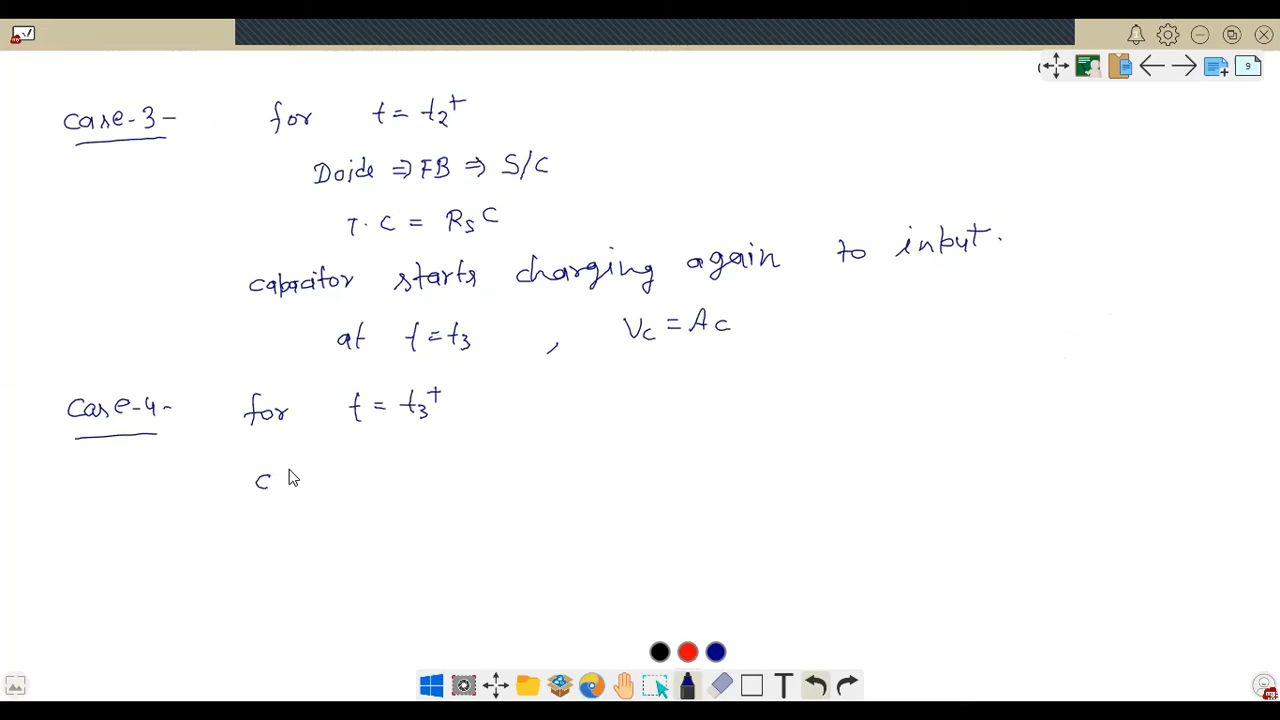 case-3- for t = t2+
Doide ⇒ FB ⇒ S/C
T.C = RsC
capacitor starts charging again to input.
at t = t3 , Vc = Ac
Case-4- for t = t3+
c
9
T